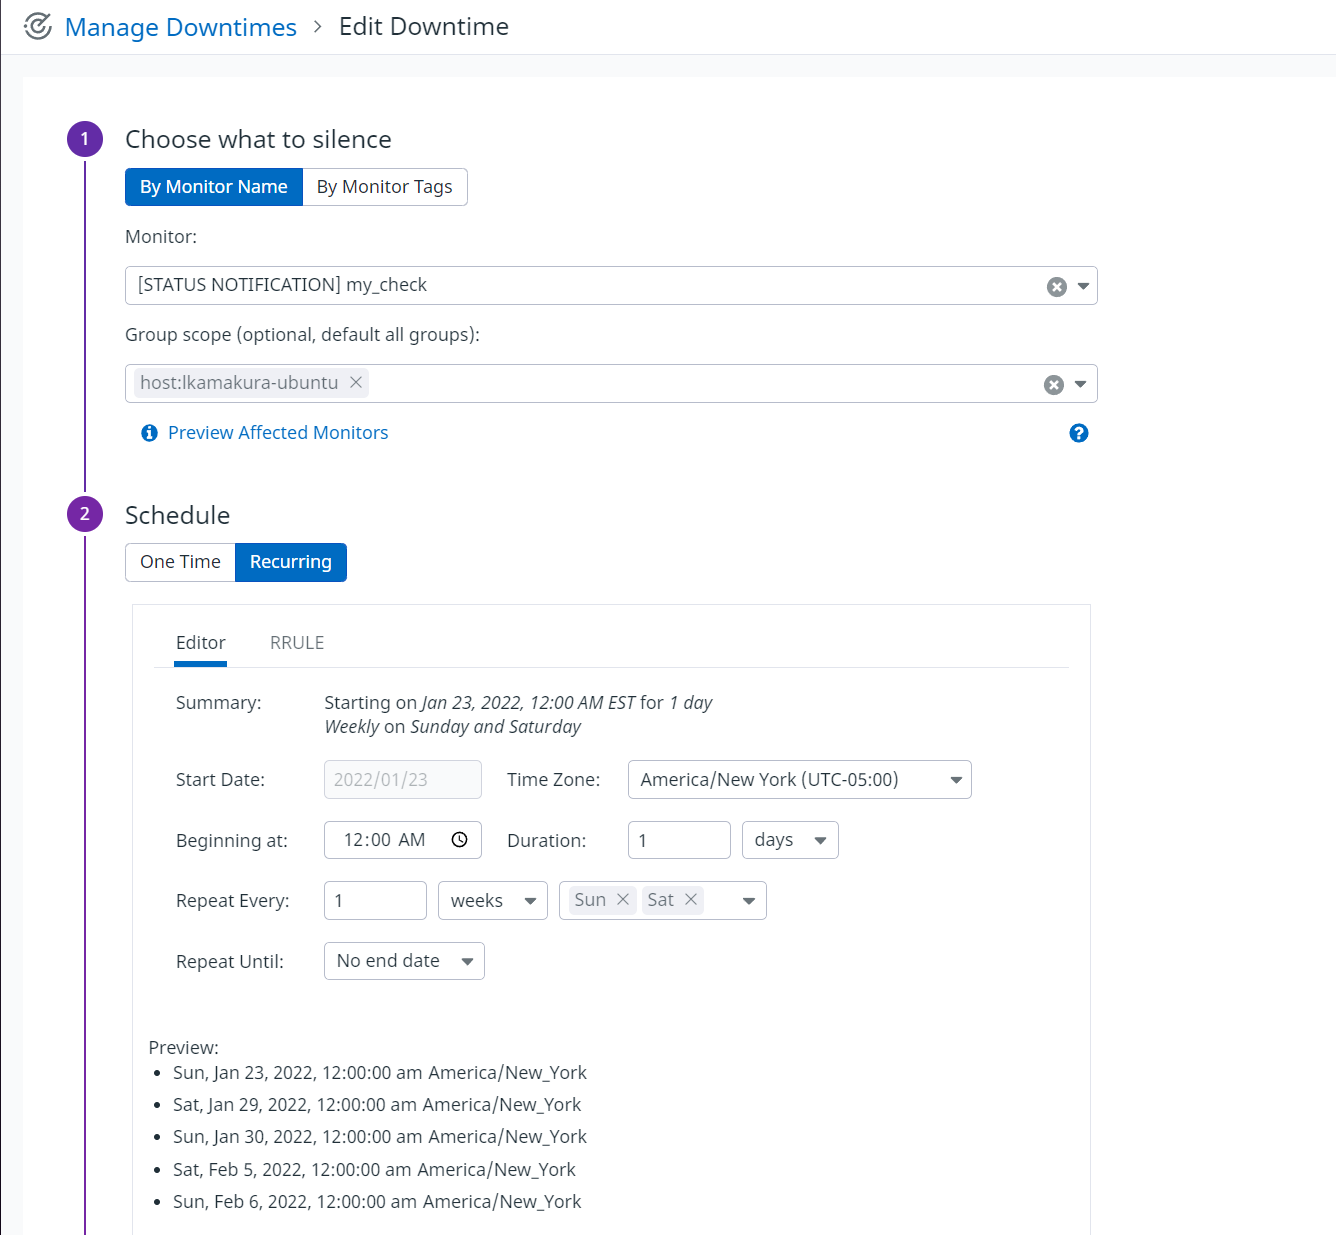 Manage Downtimes > Edit Downtime
1 Choose what to silence
By Monitor Name By Monitor Tags
Monitor:
[STATUS NOTIFICATION] my_check
Group scope (optional, default all groups):
host:lkamakura-ubuntu
Preview Affected Monitors
2 Schedule
One Time Recurring
Editor RRULE
Summary: Starting on Jan 23, 2022, 12:00 AM EST for 1 day
Weekly on Sunday and Saturday
Start Date: 2022/01/23 Time Zone: America/New York (UTC-05:00)
Beginning at: 12:00 AM Duration: 1 days
Repeat Every: 1 weeks Sun Sat
Repeat Until: No end date
Preview:
• Sun, Jan 23, 2022, 12:00:00 am America/New_York
• Sat, Jan 29, 2022, 12:00:00 am America/New_York
• Sun, Jan 30, 2022, 12:00:00 am America/New_York
• Sat, Feb 5, 2022, 12:00:00 am America/New_York
• Sun, Feb 6, 2022, 12:00:00 am America/New_York